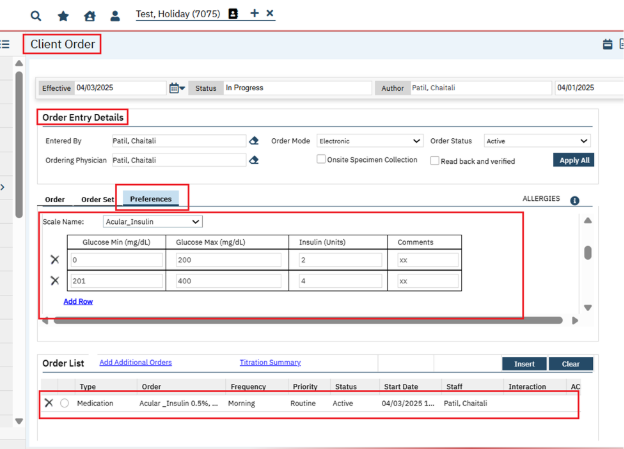 Test, Holiday (7075)
Client Order
Effective 04/03/2025 Status In Progress Author Patil, Chaitali 04/01/2025
Order Entry Details
Entered By Patil, Chaitali Order Mode Electronic Order Status Active
Ordering Physician Patil, Chaitali Onsite Specimen Collection Read back and verified Apply All
Order Order Set Preferences ALLERGIES
Scale Name: Acular_Insulin
Glucose Min (mg/dL) Glucose Max (mg/dL) Insulin (Units) Comments
0 200 2 xx
201 400 4 xx
Add Row
Order List Add Additional Orders Titration Summary Insert Clear
Type Order Frequency Priority Status Start Date Staff Interaction AC
Medication Acular _Insulin 0.5%, ... Morning Routine Active 04/03/2025 1... Patil, Chaitali